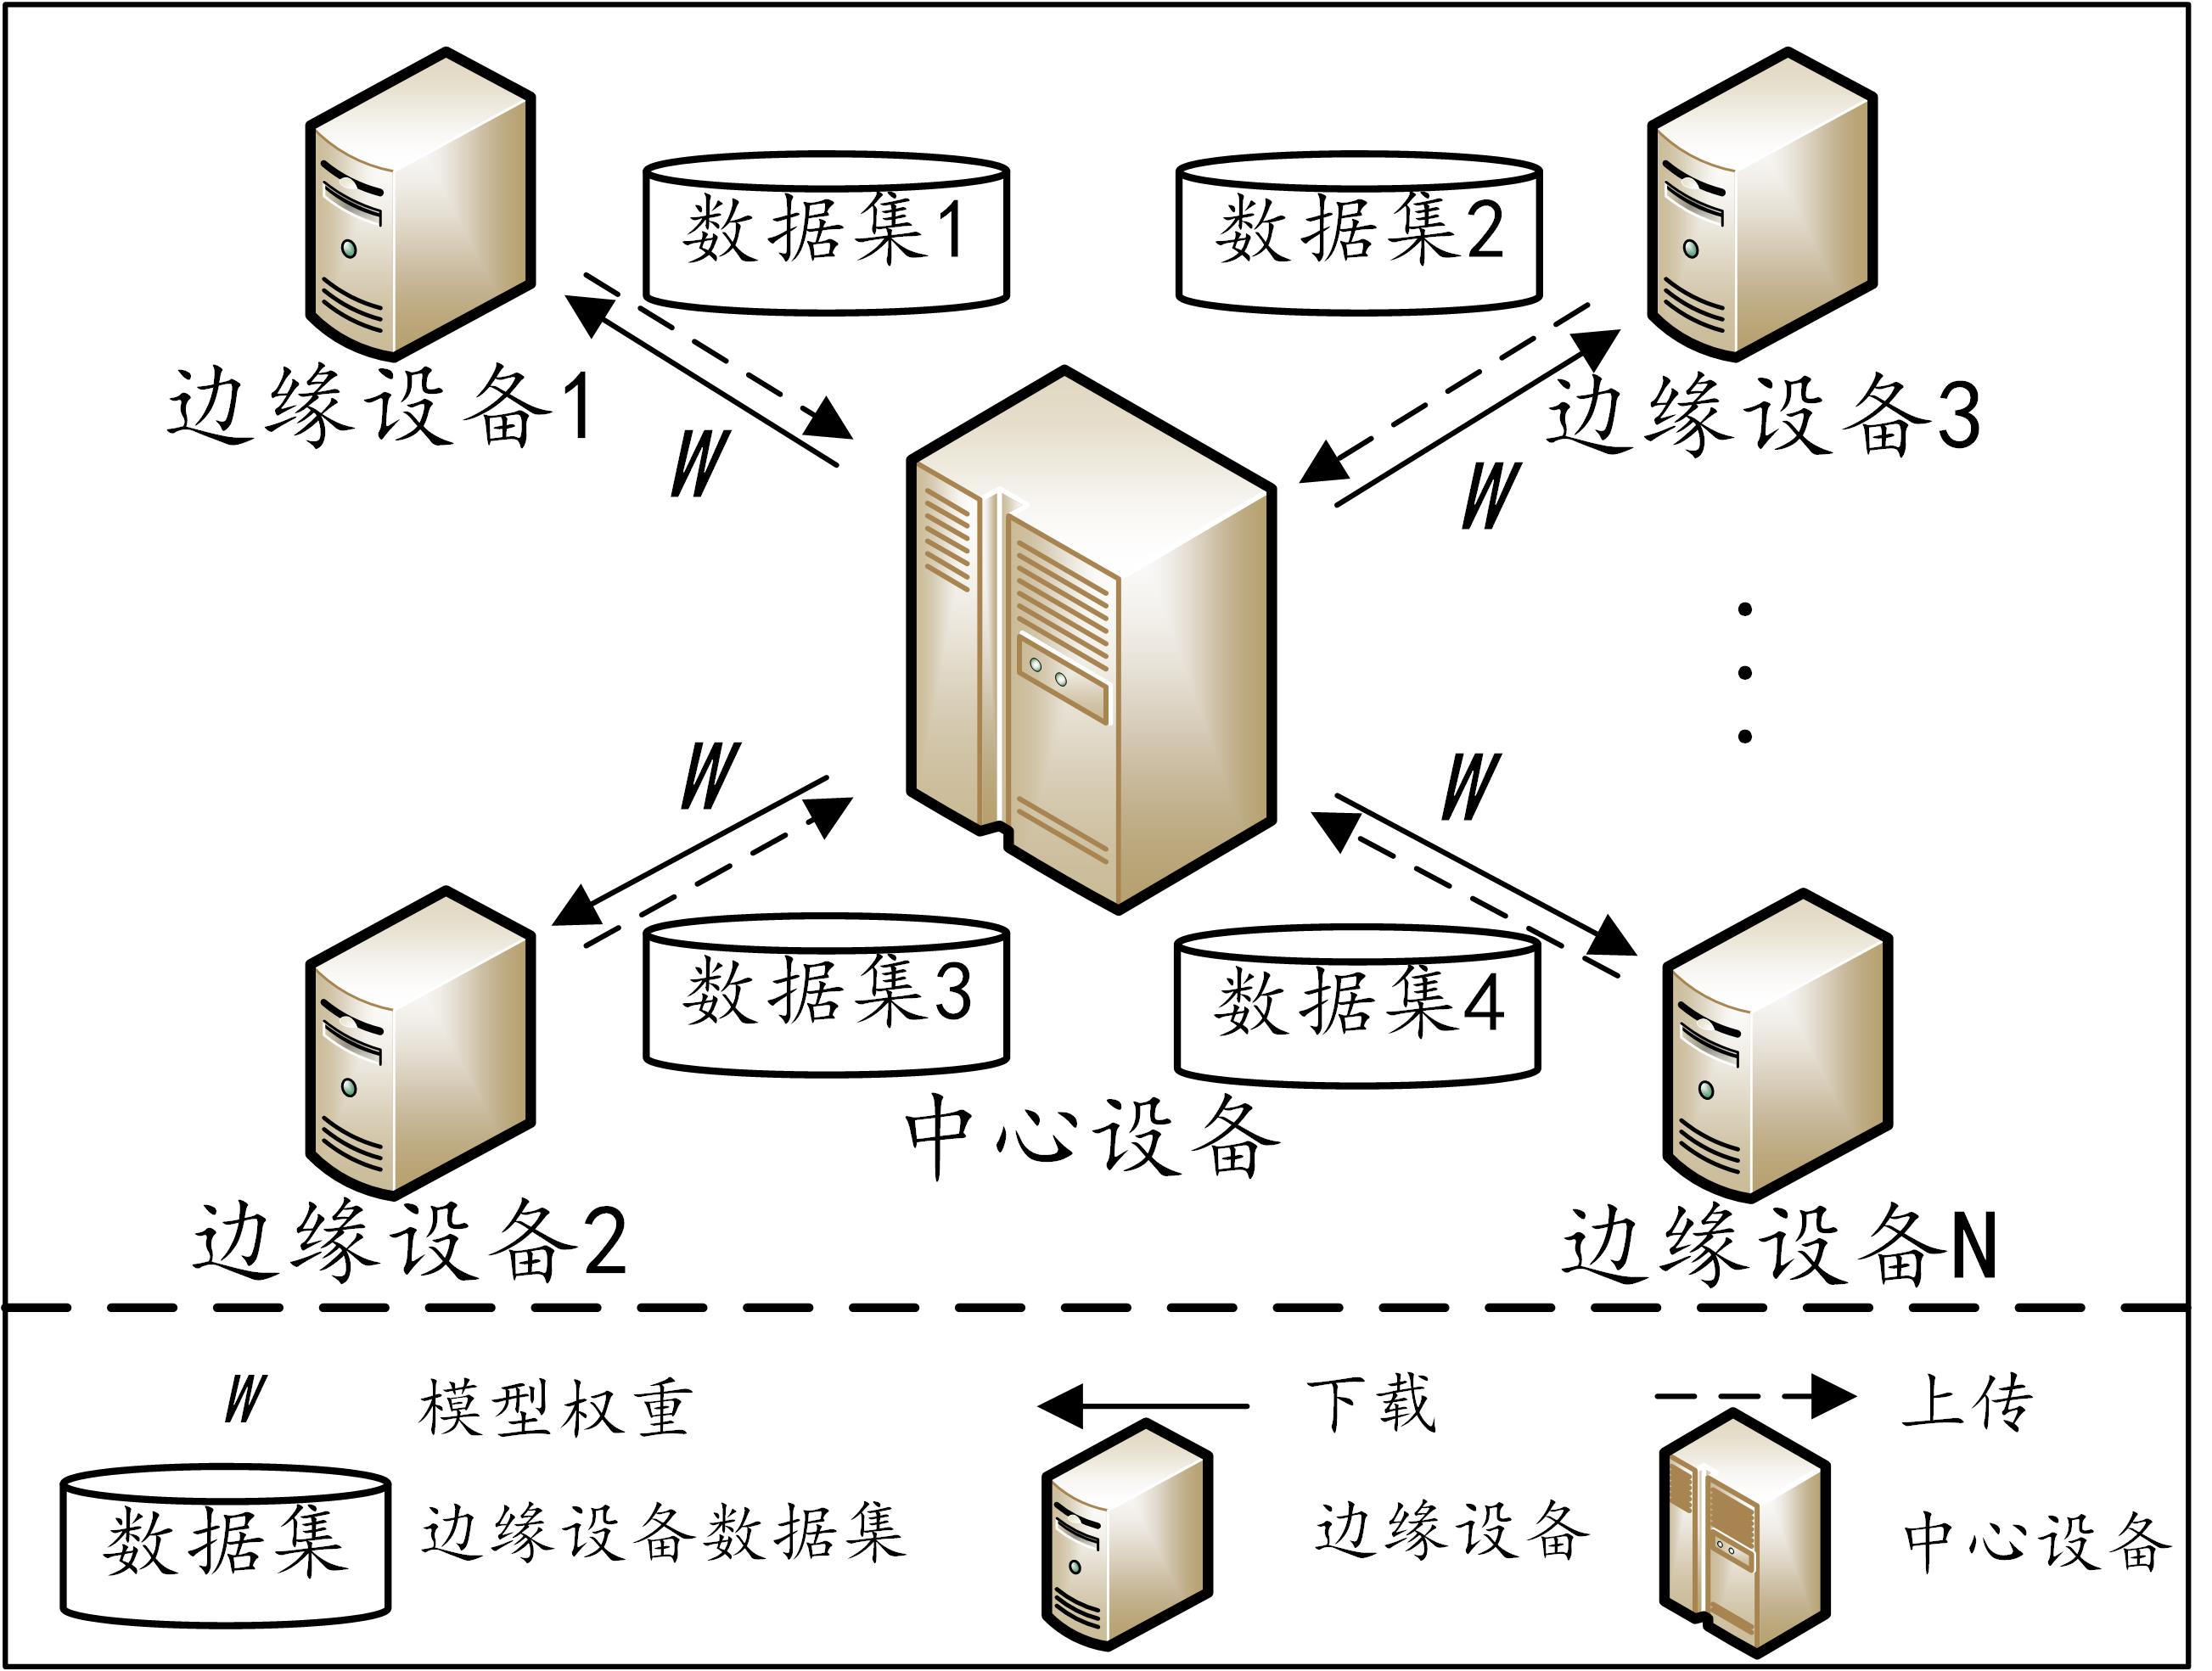 数据集1
数据集2
边缘设备1
边缘设备3
W
W
W
W
数据集3
数据集4
中心设备
边缘设备2
边缘设备N
W
模型权重
下载
上传
数据集
边缘设备数据集
边缘设备
中心设备